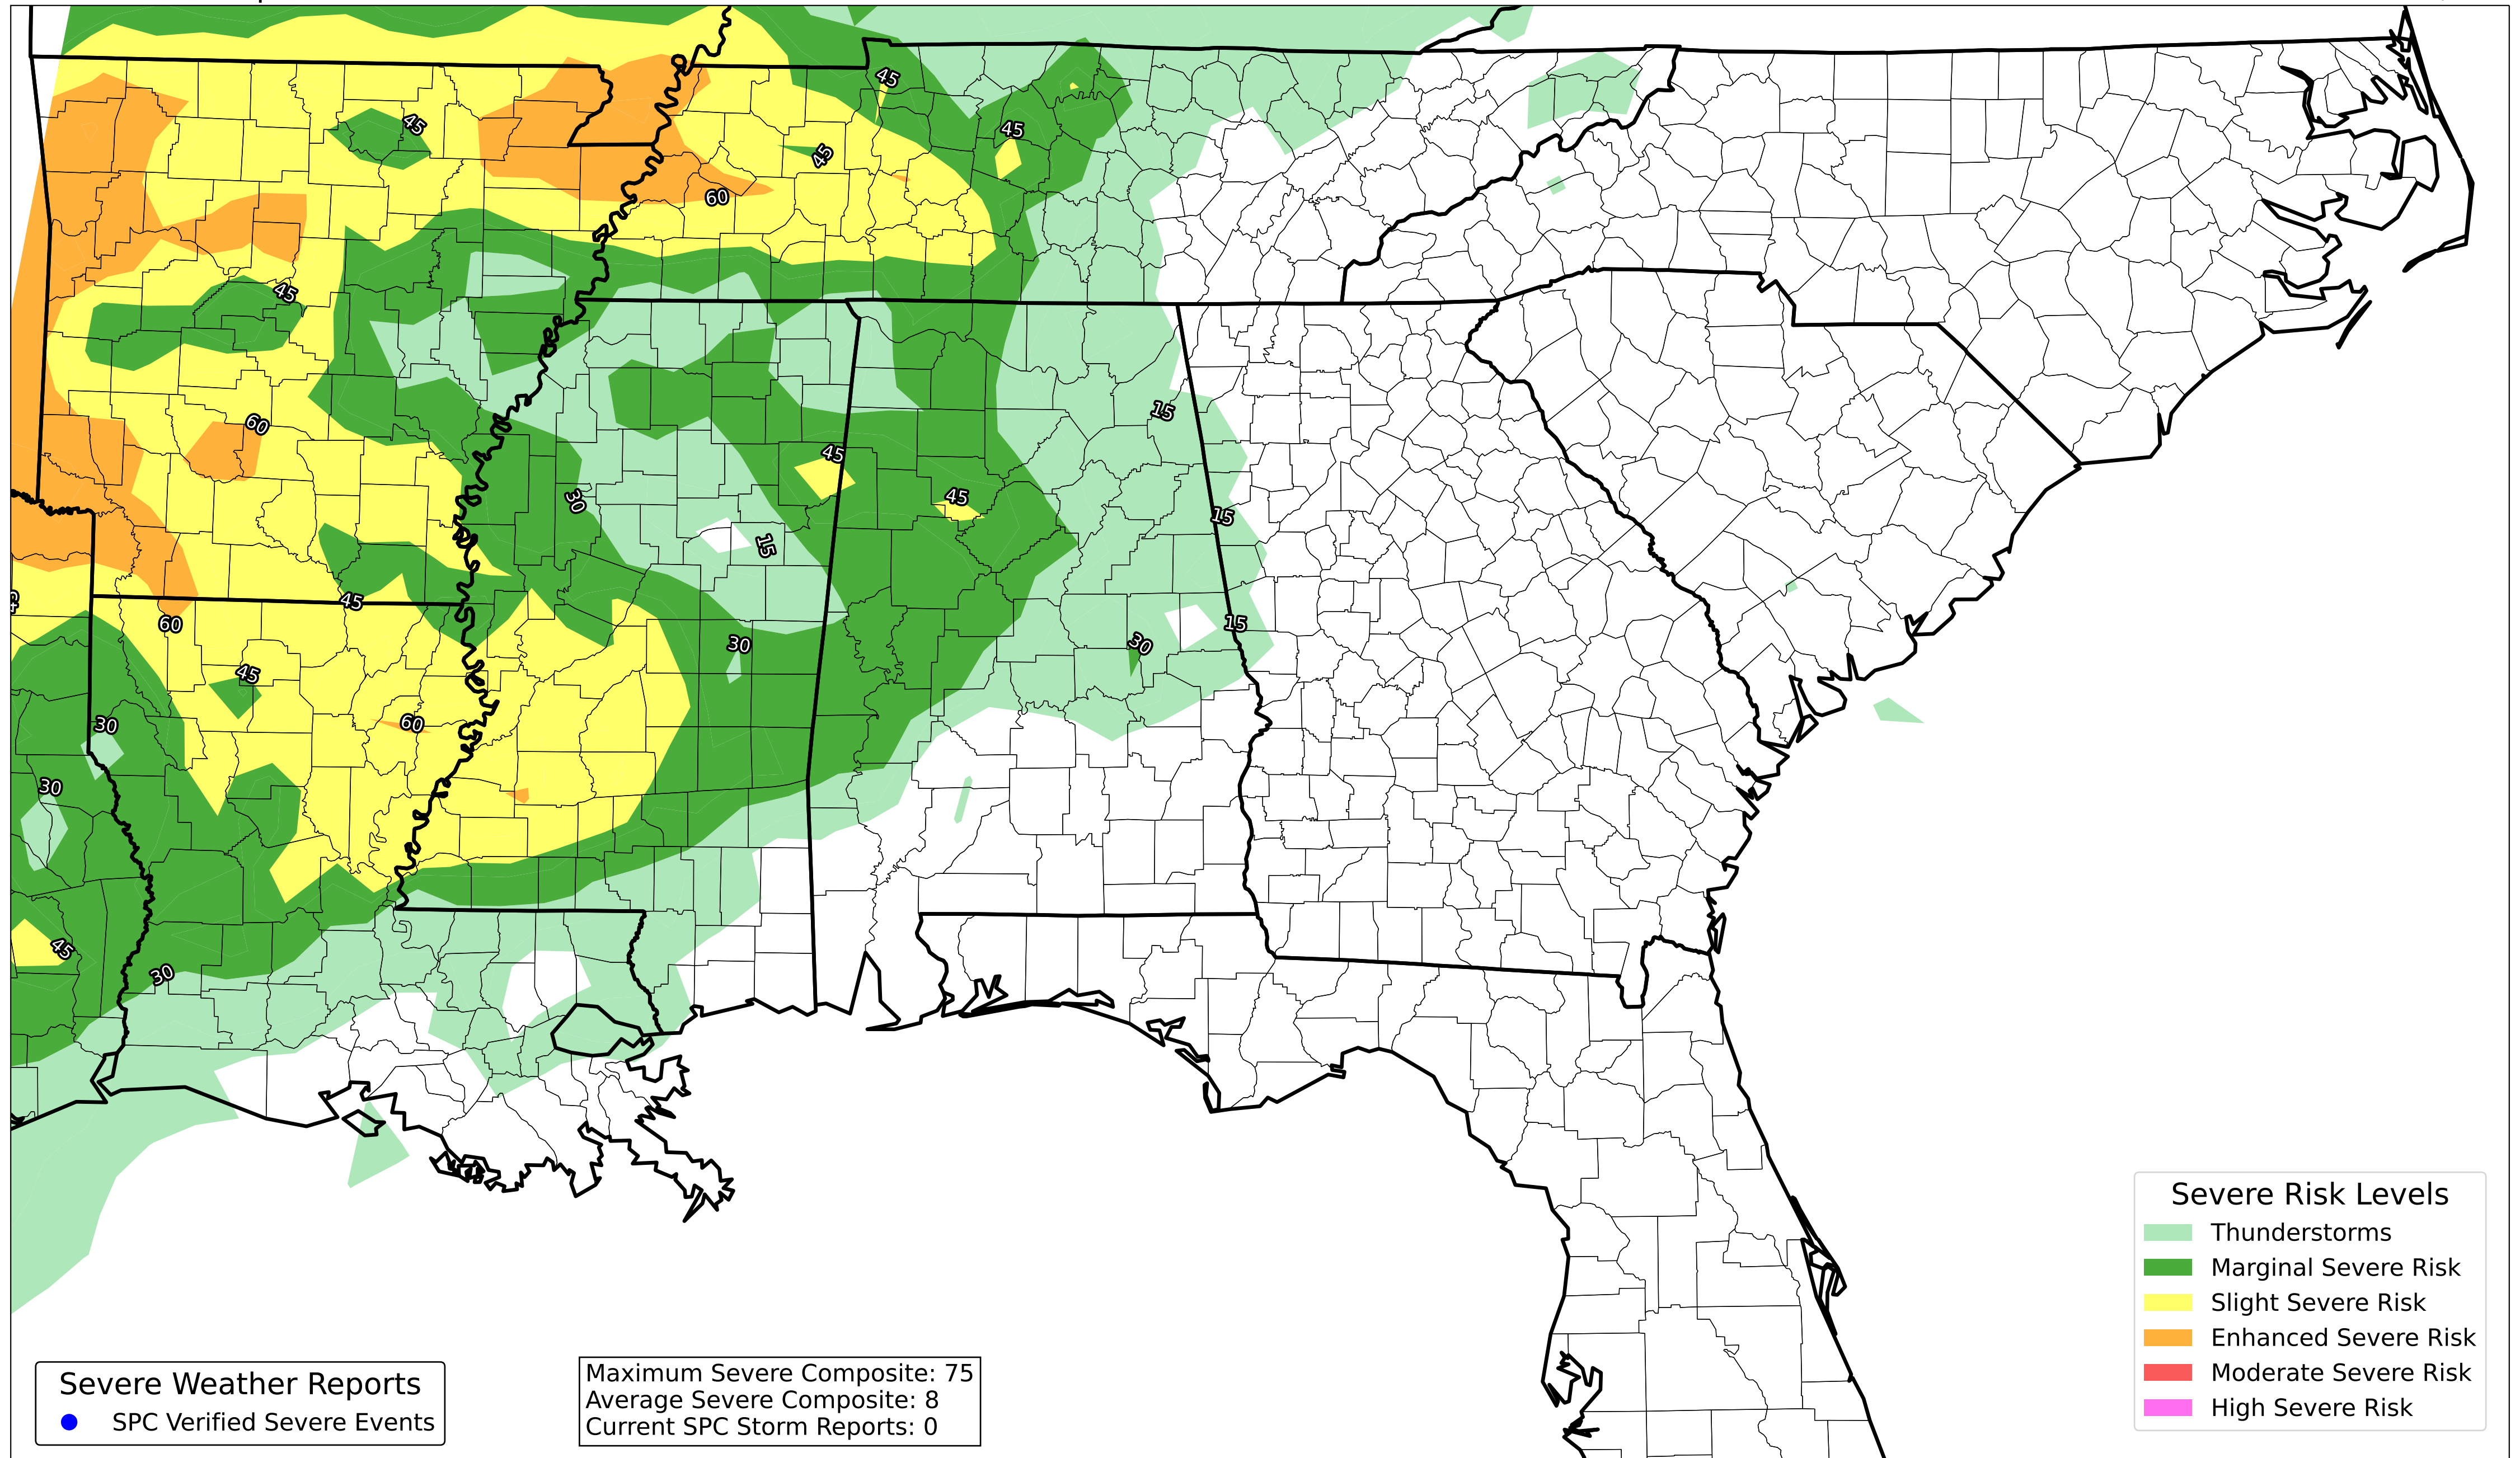 45
45
45
45
60
45
60
45
45
15
30
15
15
45
60
30
30
15
45
30
60
30
45
30
Severe Risk Levels
Thunderstorms
Marginal Severe Risk
Slight Severe Risk
Enhanced Severe Risk
Moderate Severe Risk
High Severe Risk
Severe Weather Reports
SPC Verified Severe Events
Maximum Severe Composite: 75
Average Severe Composite: 8
Current SPC Storm Reports: 0